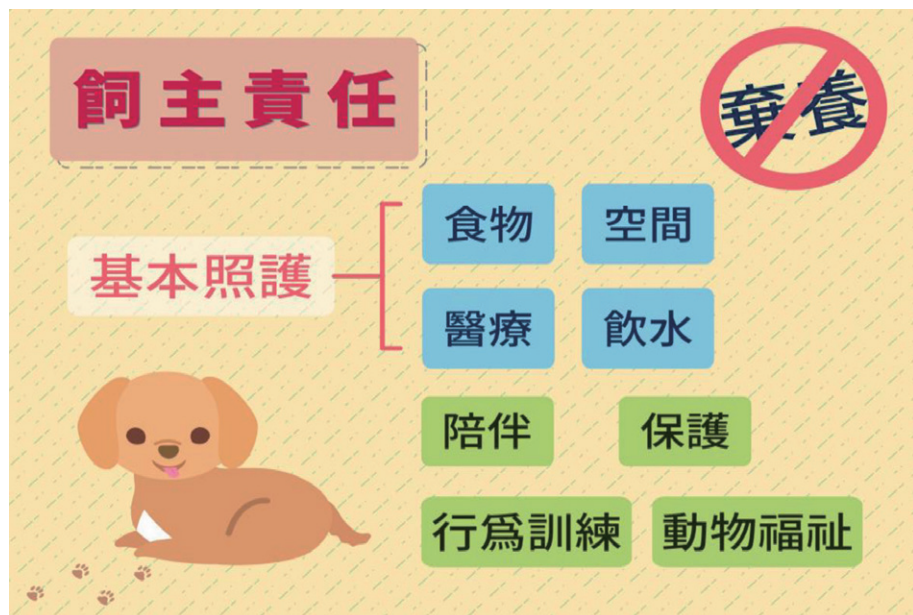 飼主責任
棄養
基本照護
食物
空間
醫療
飲水
陪伴
保護
行爲訓練
動物福祉